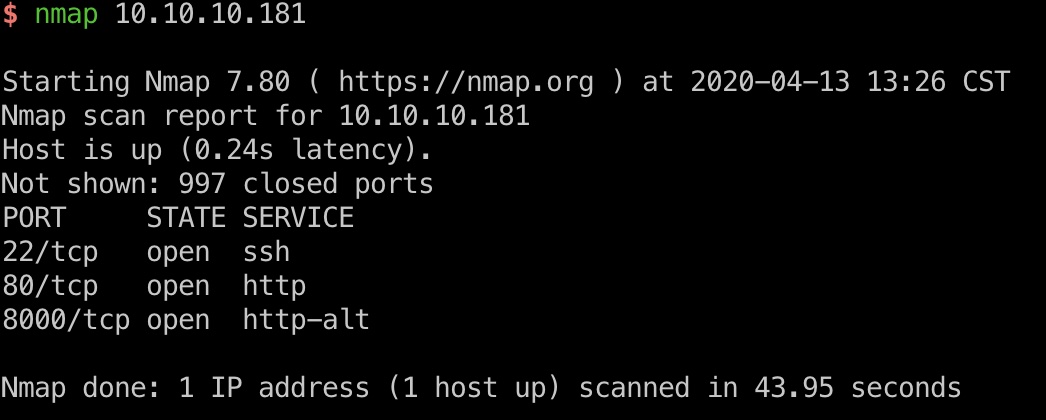 $ nmap 10.10.10.181
Starting Nmap 7.80 ( https://nmap.org ) at 2020-04-13 13:26 CST
Nmap scan report for 10.10.10.181
Host is up (0.24s latency).
Not shown: 997 closed ports
PORT     STATE SERVICE
22/tcp   open  ssh
80/tcp   open  http
8000/tcp open  http-alt
Nmap done: 1 IP address (1 host up) scanned in 43.95 seconds